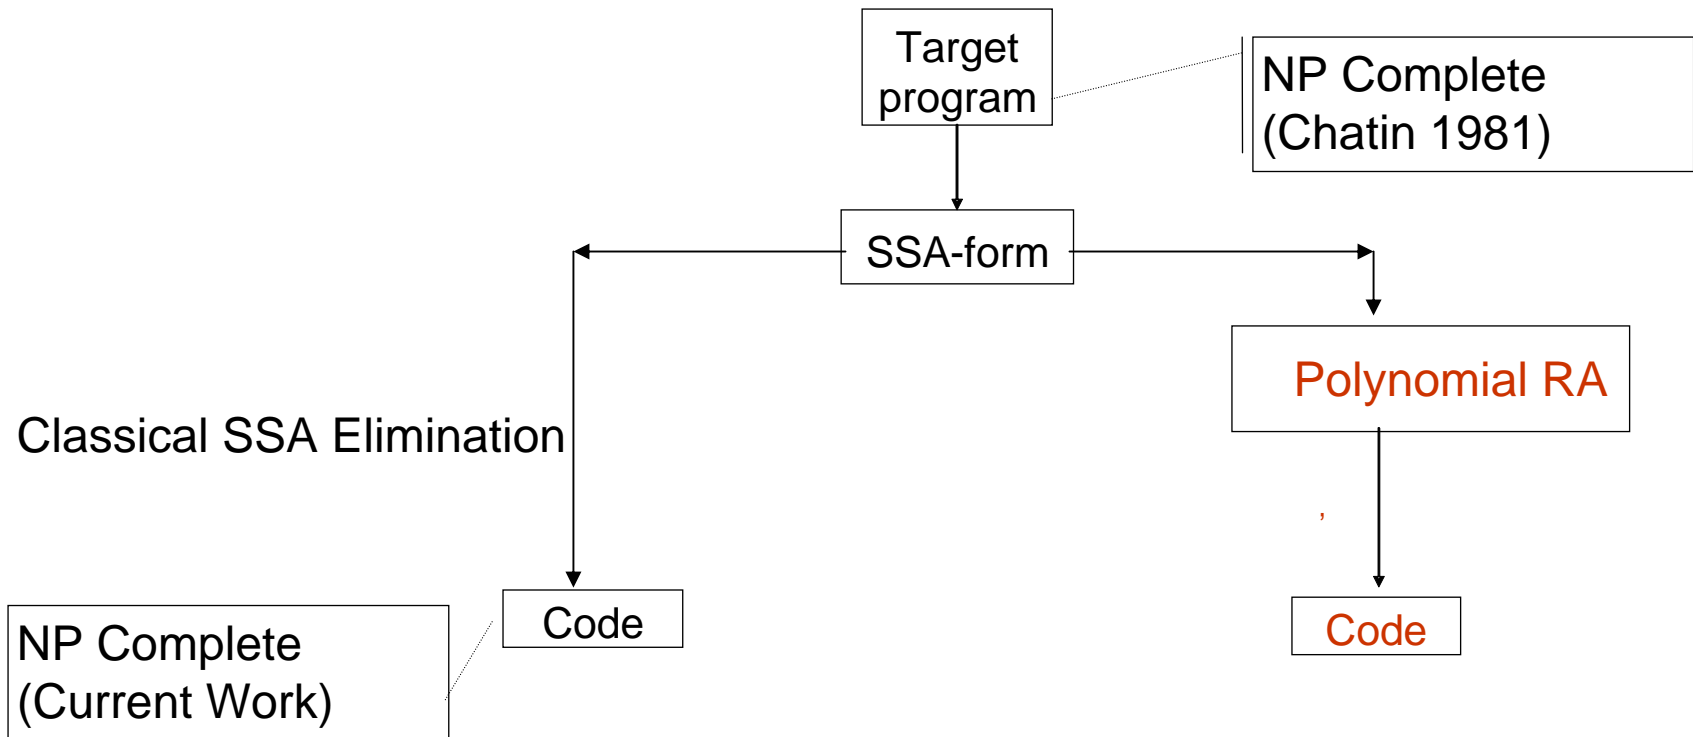 Target
program
NP Complete
(Chatin 1981)
SSA-form
Polynomial RA
Classical SSA Elimination
,
Code
Code
NP Complete
(Current Work)